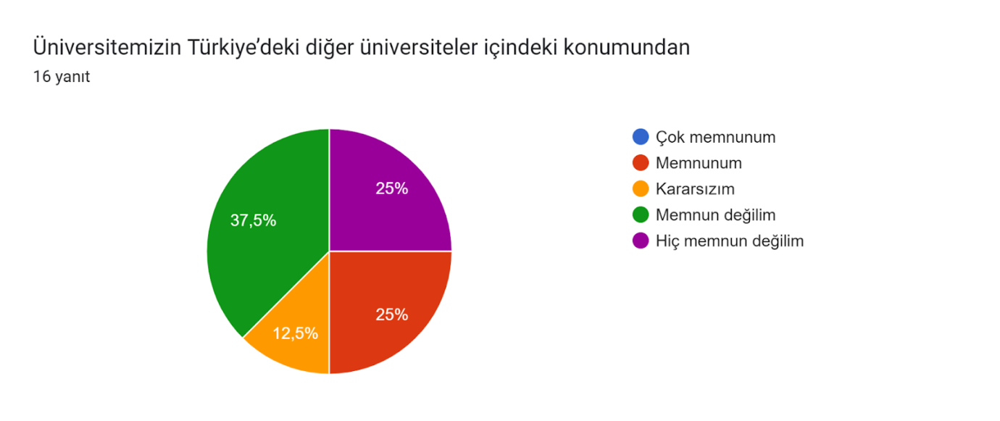 Üniversitemizin Türkiye’deki diğer üniversiteler içindeki konumundan
16 yanıt
Çok memnunum
Memnunum
Kararsızım
Memnun değilim
Hiç memnun değilim
25%
37,5%
25%
12,5%